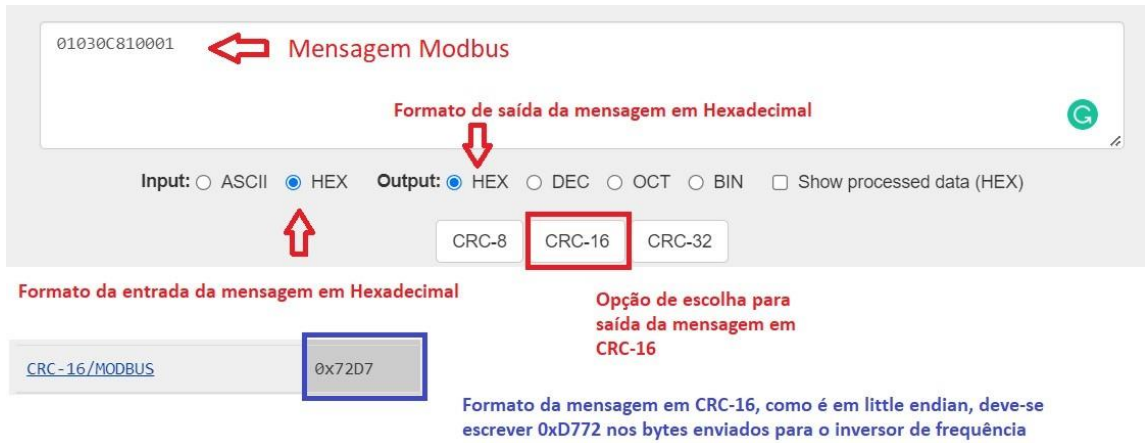 01030C810001
Mensagem Modbus
Formato de saída da mensagem em Hexadecimal
Input: ASCII HEX Output: HEX DEC OCT BIN Show processed data (HEX)
CRC-8 CRC-16 CRC-32
Formato da entrada da mensagem em Hexadecimal
Opção de escolha para
saída da mensagem em
CRC-16
CRC-16/MODBUS 0x72D7
Formato da mensagem em CRC-16, como é em little endian, deve-se
escrever 0xD772 nos bytes enviados para o inversor de frequência